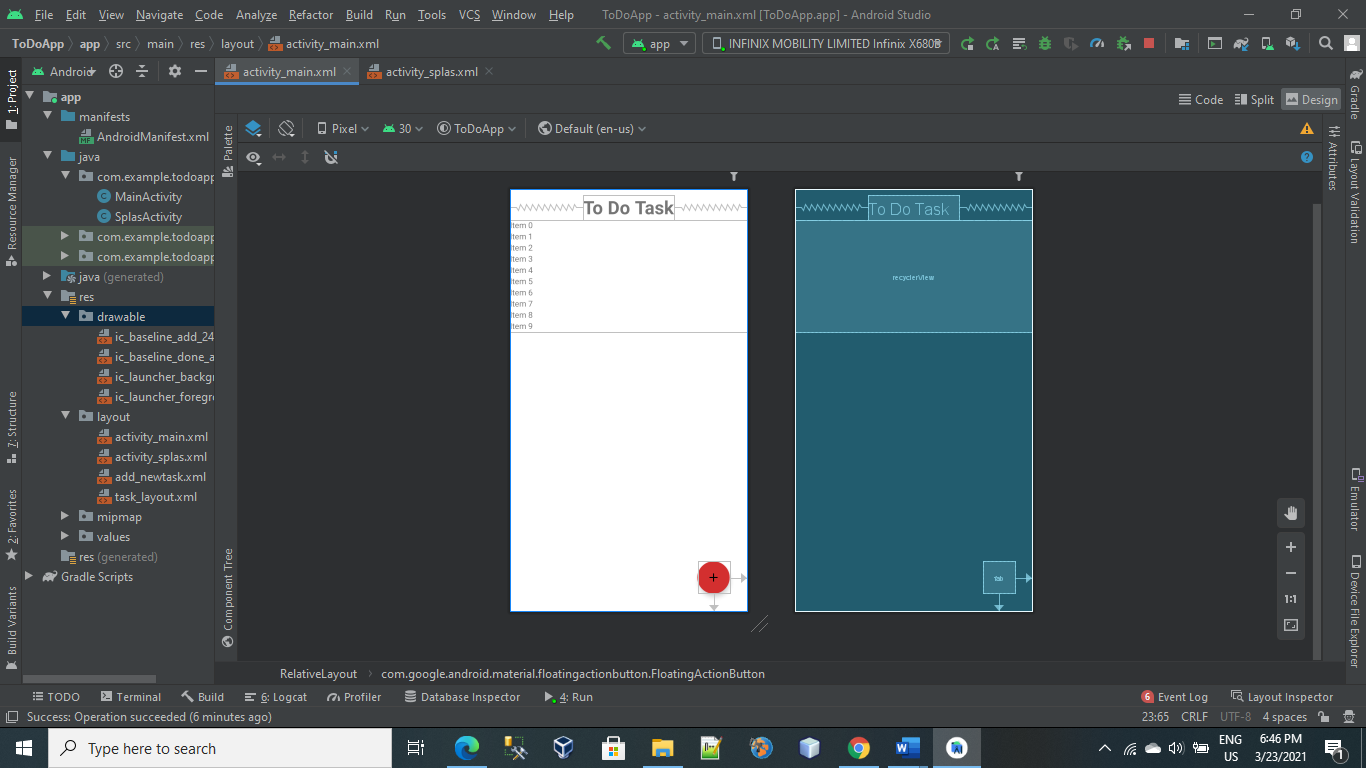 File Edit View Navigate Code Analyze Refactor Build Run Tools VCS Window Help ToDoApp - activity_main.xml [ToDoApp.app] - Android Studio
ToDoApp app src main res layout activity_main.xml app INFINIX MOBILITY LIMITED Infinix X680B
Android activity_main.xml activity_splas.xml
1: Project
Resource Manager
7: Structure
2: Favorites
Build Variants
app
manifests
AndroidManifest.xml
java
com.example.todoapp
MainActivity
SplasActivity
com.example.todoapp
com.example.todoapp
java (generated)
res
drawable
ic_baseline_add_24
ic_baseline_done_a
ic_launcher_backgr
ic_launcher_foregro
layout
activity_main.xml
activity_splas.xml
add_newtask.xml
task_layout.xml
mipmap
values
res (generated)
Gradle Scripts
Code Split Design
Palette
Component Tree
Pixel 30 ToDoApp Default (en-us)
To Do Task
Item 0
Item 1
Item 2
Item 3
Item 4
Item 5
Item 6
Item 7
Item 8
Item 9
To Do Task
recyclerView
fab
1:1
Attributes
Gradle
Layout Validation
Emulator
Device File Explorer
RelativeLayout com.google.android.material.floatingactionbutton.FloatingActionButton
TODO Terminal Build 6: Logcat Profiler Database Inspector 4: Run 6 Event Log Layout Inspector
Success: Operation succeeded (6 minutes ago) 23:65 CRLF UTF-8 4 spaces
Type here to search
ENG
US
6:46 PM
3/23/2021
1